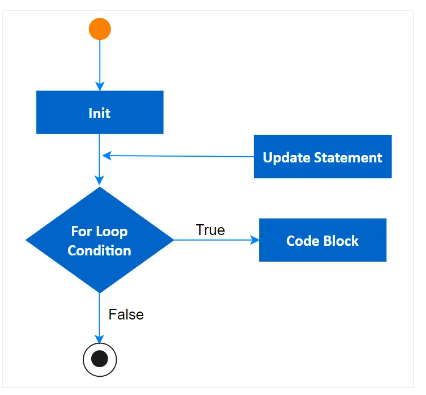 Init
Update Statement
For Loop
Condition
True
Code Block
False